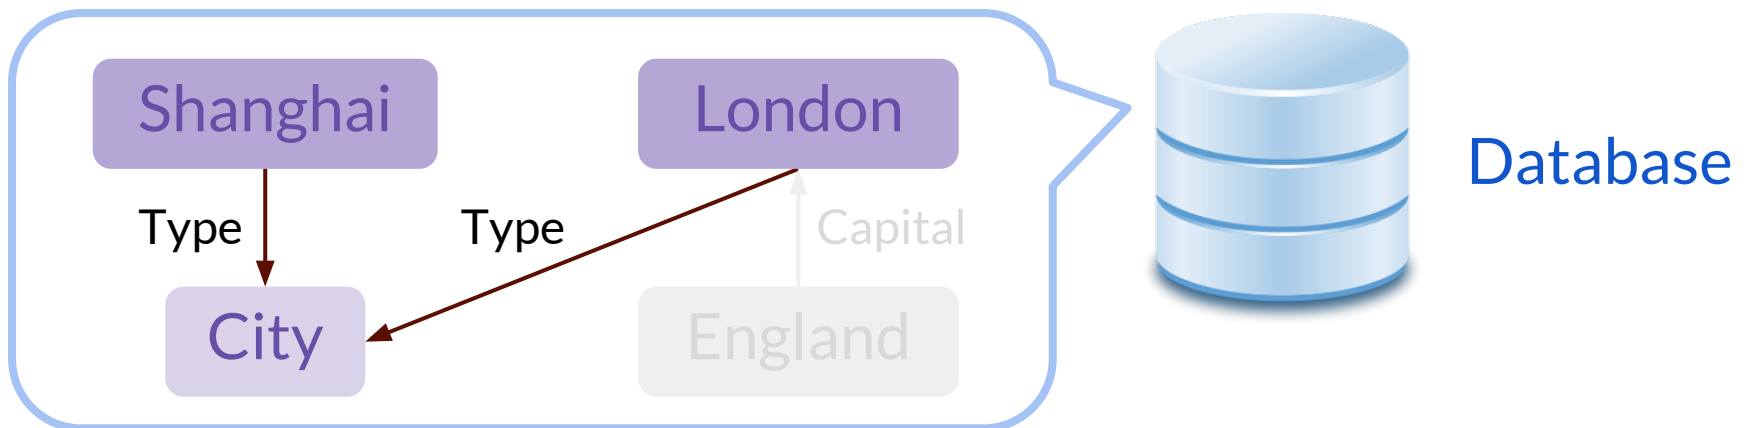 Shanghai
London
Database
Type
Type
Capital
City
England